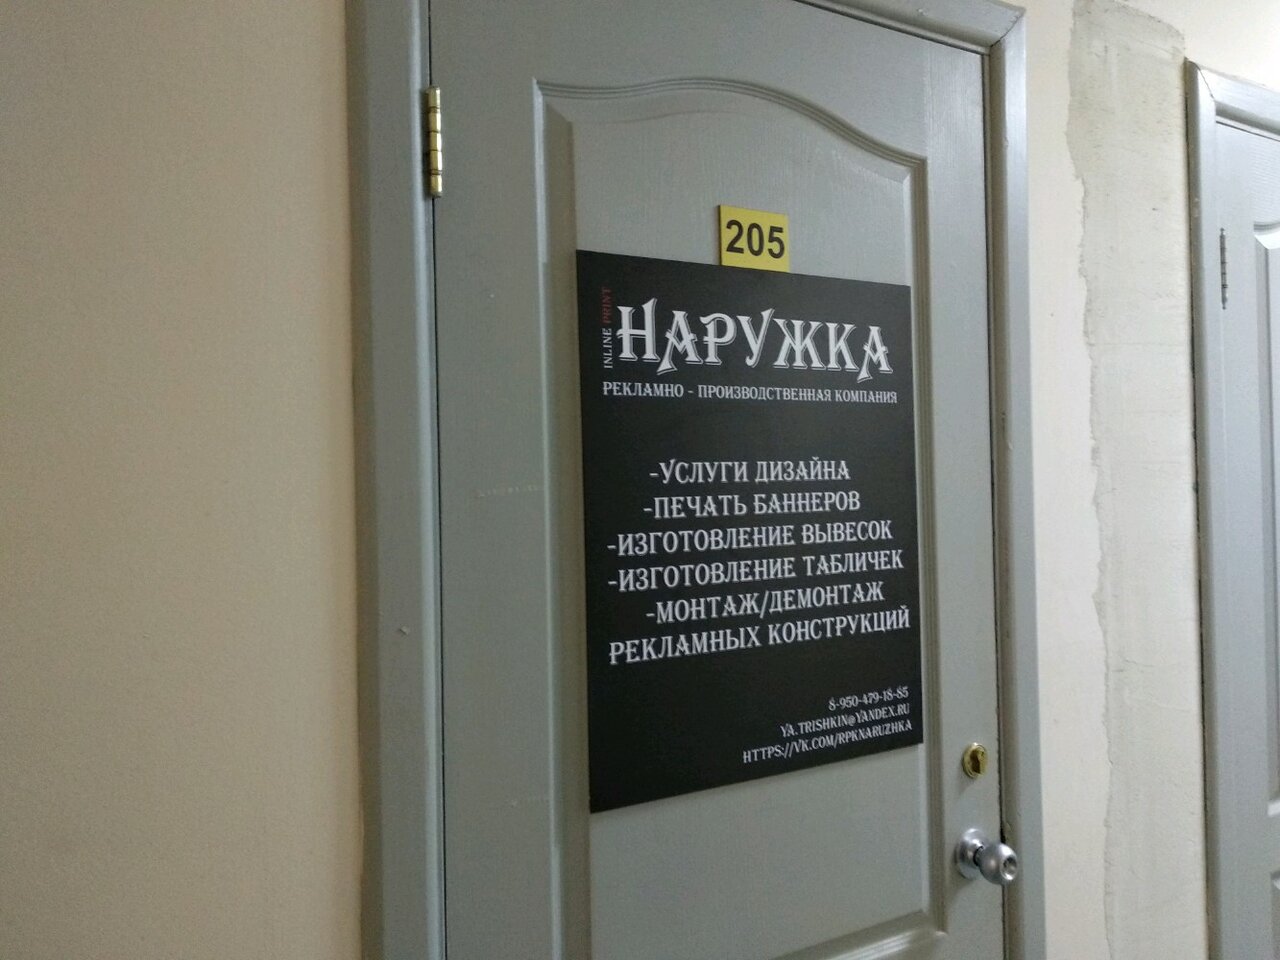 205
INLINE PRINT
НАРУЖКА
РЕКЛАМНО - ПРОИЗВОДСТВЕННАЯ КОМПАНИЯ
-УСЛУГИ ДИЗАЙНА
-ПЕЧАТЬ БАННЕРОВ
-ИЗГОТОВЛЕНИЕ ВЫВЕСОК
-ИЗГОТОВЛЕНИЕ ТАБЛИЧЕК
-МОНТАЖ/ДЕМОНТАЖ
РЕКЛАМНЫХ КОНСТРУКЦИЙ
8-950-479-18-85
YA.TRISHKIN@YANDEX.RU
HTTPS://VK.COM/RPKNARUZHKA